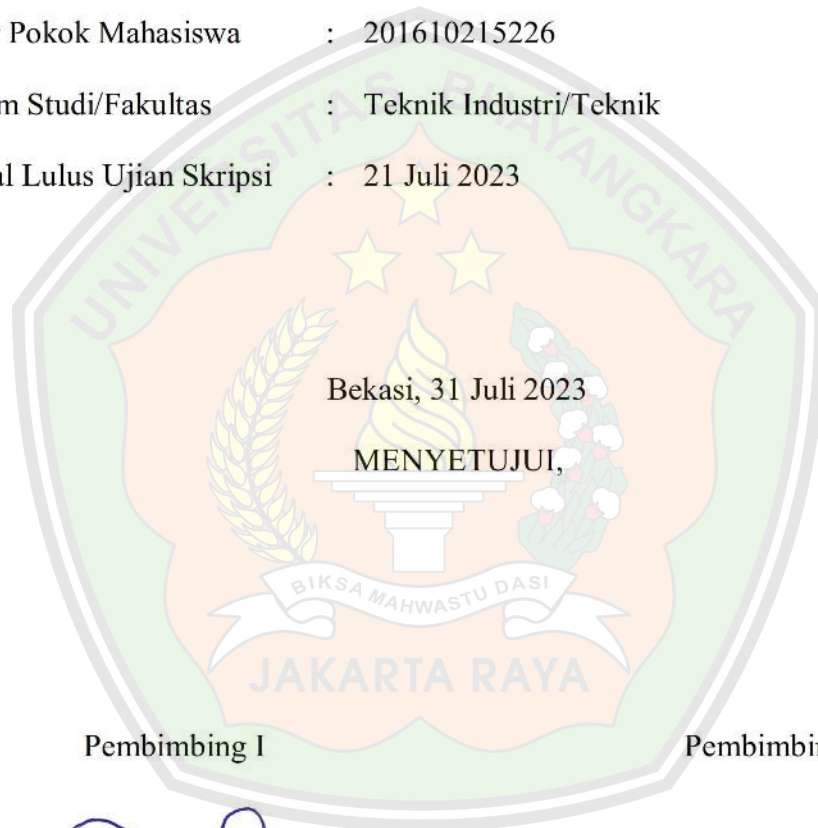 Pokok Mahasiswa : 201610215226
Studi/Fakultas : Teknik Industri/Teknik
Lulus Ujian Skripsi : 21 Juli 2023
UNIVERSITAS BHAYANGKARA
Bekasi, 31 Juli 2023
MENYETUJUI,
BIKSA MAHWASTU DASI
JAKARTA RAYA
Pembimbing I